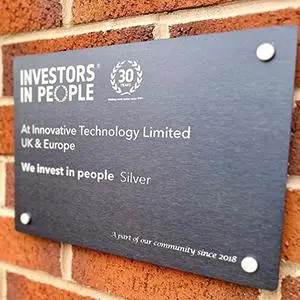 INVESTORS®
IN PEOPLE
30
YEARS
At Innovative Technology Limited
UK & Europe
We invest in people Silver
A part of our community since 2018